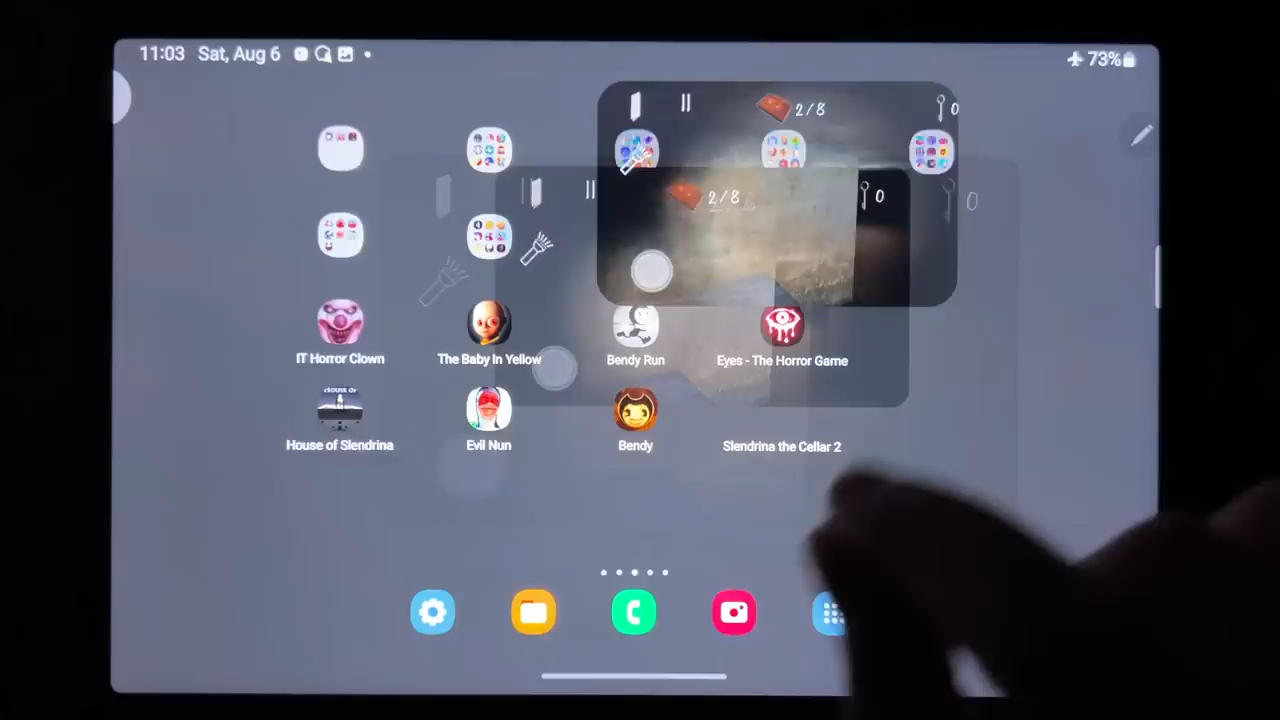 11:03 Sat, Aug 6
73%
2/8
0
2/8
0
0
IT Horror Clown
The Baby In Yellow
Bendy Run
Eyes - The Horror Game
House of Slendrina
Evil Nun
Bendy
Slendrina the Cellar 2